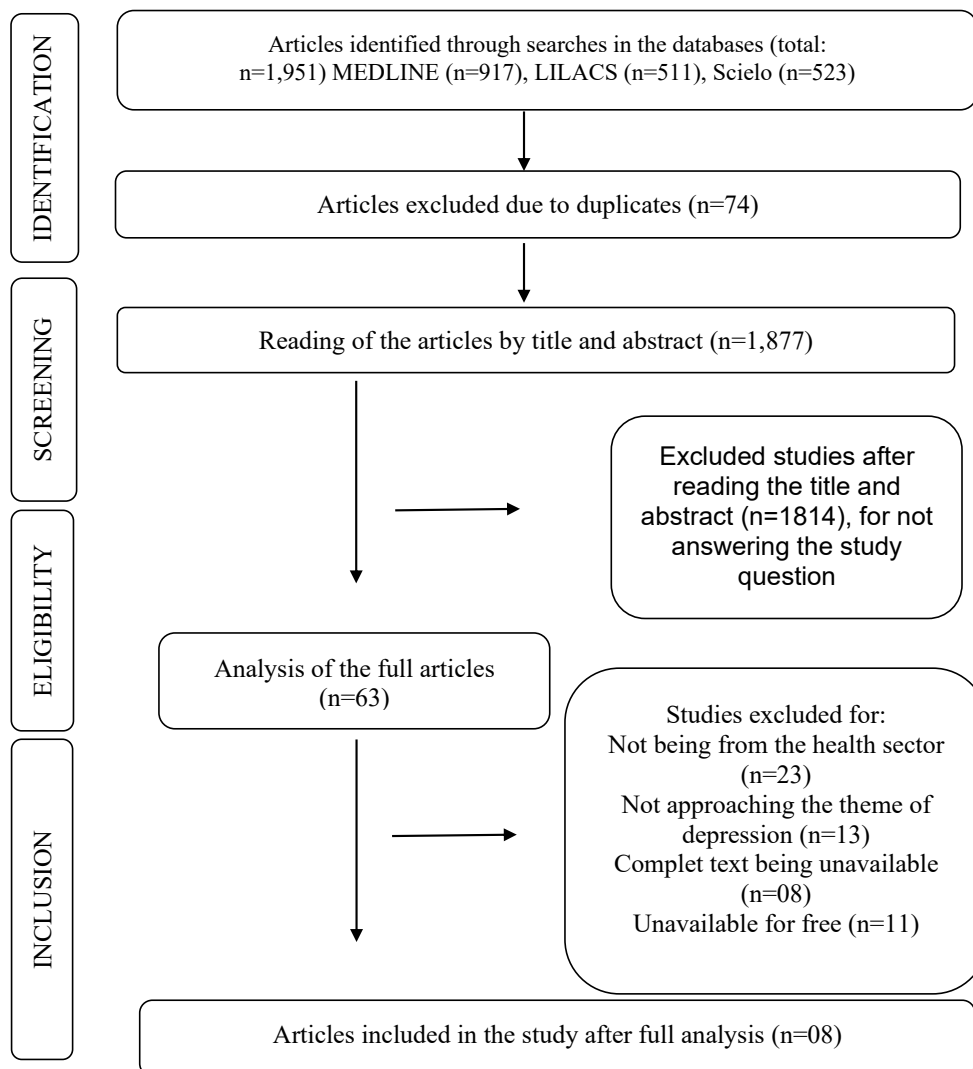 IDENTIFICATION
Articles identified through searches in the databases (total:
n=1,951) MEDLINE (n=917), LILACS (n=511), Scielo (n=523)
Articles excluded due to duplicates (n=74)
SCREENING
Reading of the articles by title and abstract (n=1,877)
Excluded studies after
reading the title and
abstract (n=1814), for not
answering the study
question
ELIGIBILITY
Analysis of the full articles
(n=63)
Studies excluded for:
Not being from the health sector
(n=23)
Not approaching the theme of
depression (n=13)
Complet text being unavailable
(n=08)
Unavailable for free (n=11)
INCLUSION
Articles included in the study after full analysis (n=08)